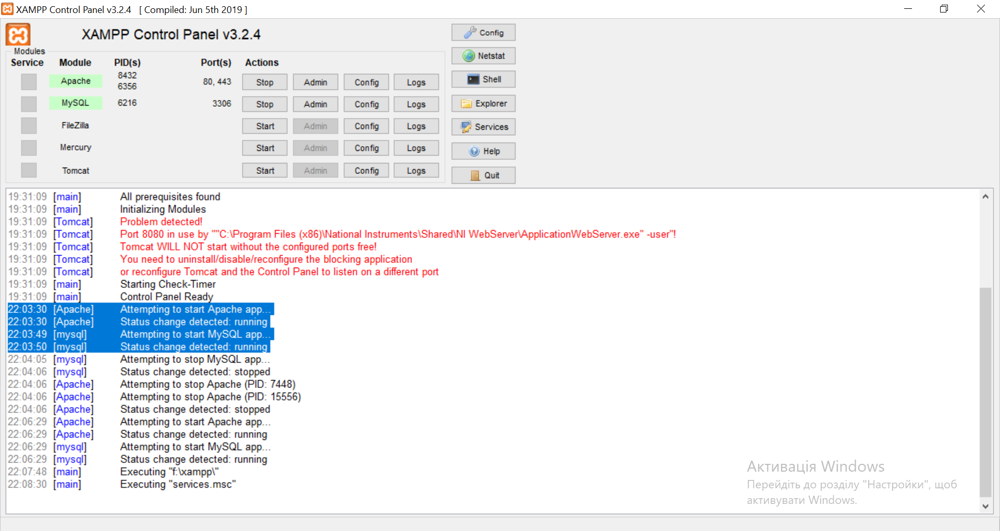 XAMPP Control Panel v3.2.4 [ Compiled: Jun 5th 2019 ]
XAMPP Control Panel v3.2.4
Config
Modules
Service Module PID(s) Port(s) Actions
Netstat
Apache 8432 6356 80, 443 Stop Admin Config Logs
Shell
MySQL 6216 3306 Stop Admin Config Logs
Explorer
FileZilla Start Admin Config Logs
Services
Mercury Start Admin Config Logs
Help
Tomcat Start Admin Config Logs
Quit
19:31:09 [main] All prerequisites found
19:31:09 [main] Initializing Modules
19:31:09 [Tomcat] Problem detected!
19:31:09 [Tomcat] Port 8080 in use by ""C:\Program Files (x86)\National Instruments\Shared\NI WebServer\ApplicationWebServer.exe" -user"!
19:31:09 [Tomcat] Tomcat WILL NOT start without the configured ports free!
19:31:09 [Tomcat] You need to uninstall/disable/reconfigure the blocking application
19:31:09 [Tomcat] or reconfigure Tomcat and the Control Panel to listen on a different port
19:31:09 [main] Starting Check-Timer
19:31:09 [main] Control Panel Ready
22:03:30 [Apache] Attempting to start Apache app...
22:03:30 [Apache] Status change detected: running
22:03:49 [mysql] Attempting to start MySQL app...
22:03:50 [mysql] Status change detected: running
22:04:05 [mysql] Attempting to stop MySQL app...
22:04:06 [mysql] Status change detected: stopped
22:04:06 [Apache] Attempting to stop Apache (PID: 7448)
22:04:06 [Apache] Attempting to stop Apache (PID: 15556)
22:04:06 [Apache] Status change detected: stopped
22:06:29 [Apache] Attempting to start Apache app...
22:06:29 [Apache] Status change detected: running
22:06:29 [mysql] Attempting to start MySQL app...
22:06:29 [mysql] Status change detected: running
22:07:48 [main] Executing "f:\xampp\"
22:08:30 [main] Executing "services.msc"
Активація Windows
Перейдіть до розділу "Настройки", щоб
активувати Windows.